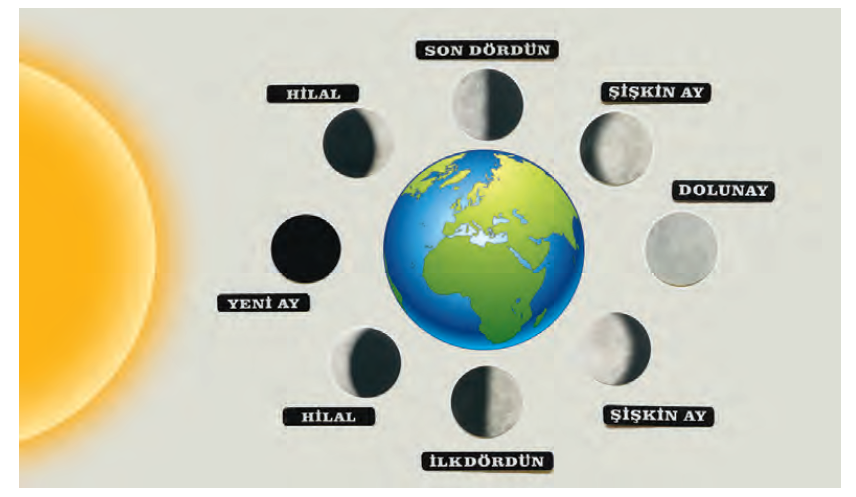 SON DÖRDÜN
HİLAL
ŞİŞKİN AY
DOLUNAY
YENİ AY
HİLAL
ŞİŞKİN AY
İLKDÖRDÜN